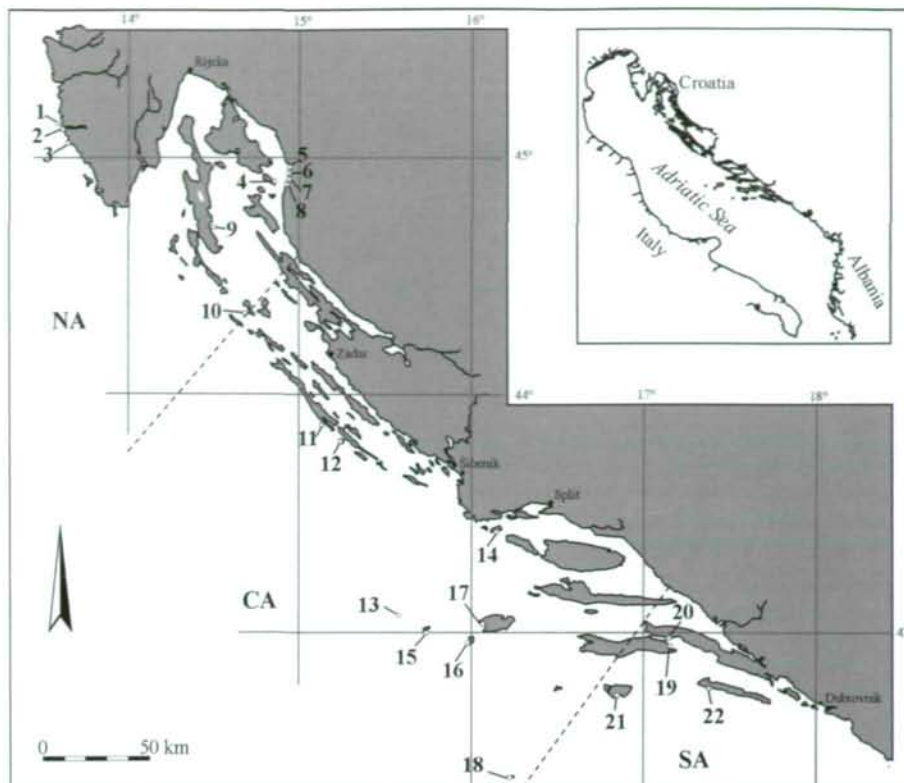 14°
15°
16°
Rijeka
Croatia
Adriatic Sea
Italy
Albania
1
2
3
4
5
6
7
8
9
45°
NA
10
Zadar
44°
17°
18°
11
12
Šibenik
Split
14
CA
13
17
20
15
16
19
21
22
Dubrovnik
4
0
50 km
18
SA